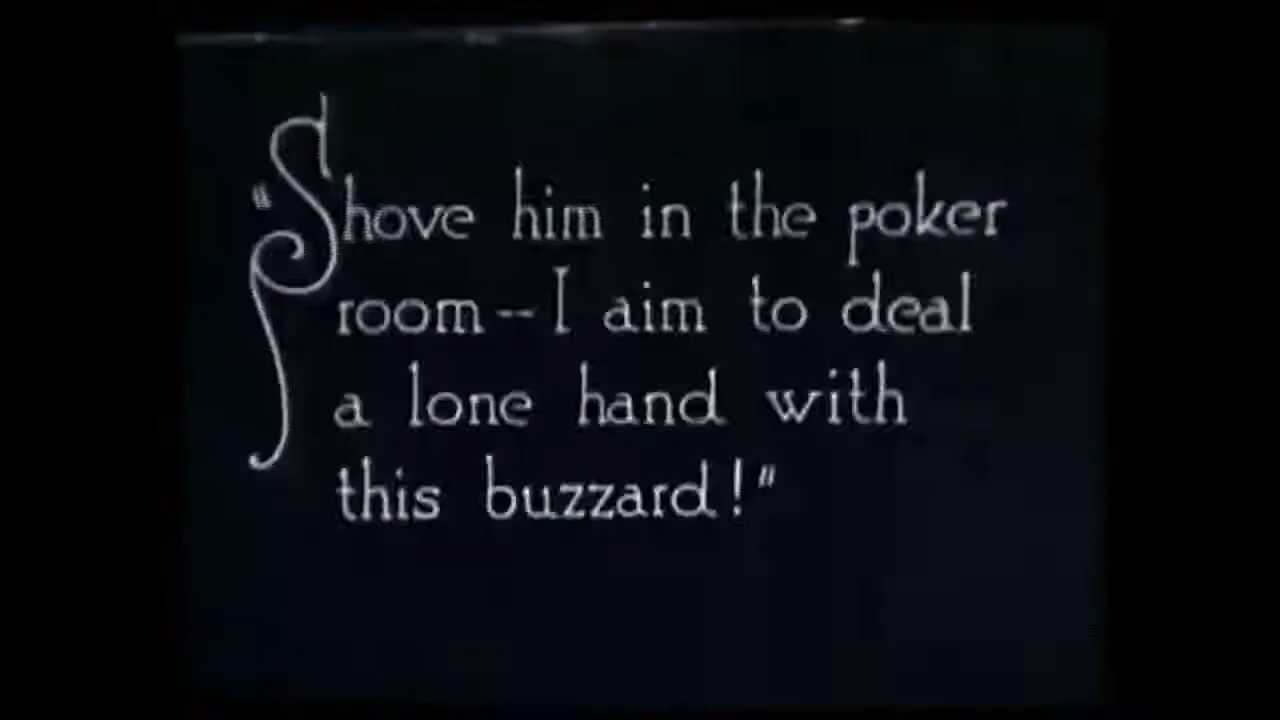 "Shove him in the poker
room--I aim to deal
a lone hand with
this buzzard!"